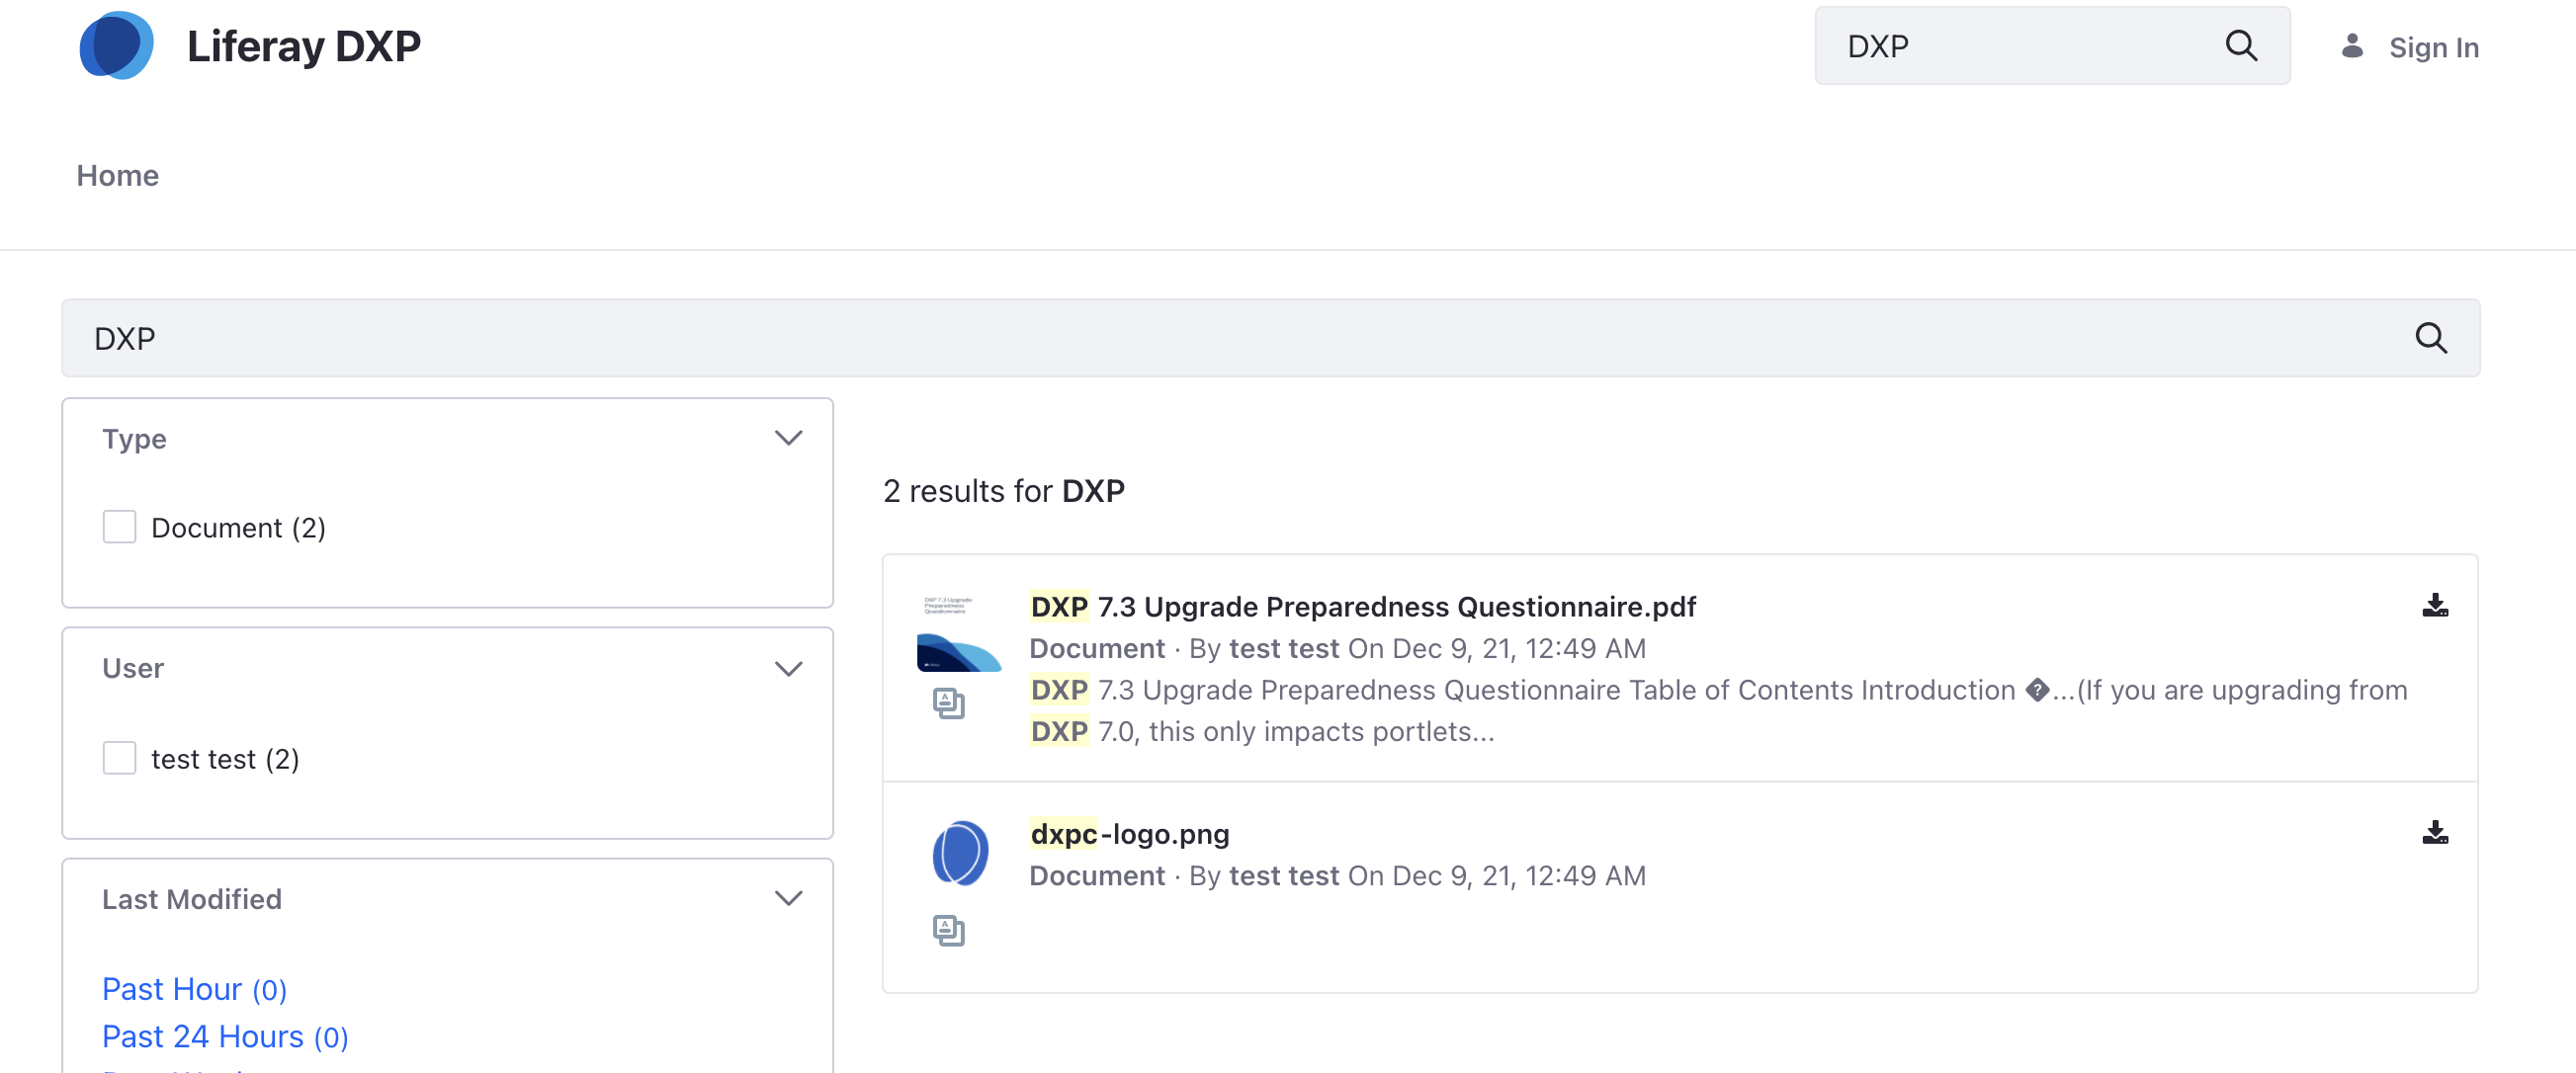 Liferay DXP
DXP
Sign In
Home
DXP
Type
Document (2)
User
test test (2)
Last Modified
Past Hour (0)
Past 24 Hours (0)
2 results for DXP
DXP 7.3 Upgrade Preparedness Questionnaire.pdf
Document · By test test On Dec 9, 21, 12:49 AM
DXP 7.3 Upgrade Preparedness Questionnaire Table of Contents Introduction �...(If you are upgrading from
DXP 7.0, this only impacts portlets...
dxpc-logo.png
Document · By test test On Dec 9, 21, 12:49 AM